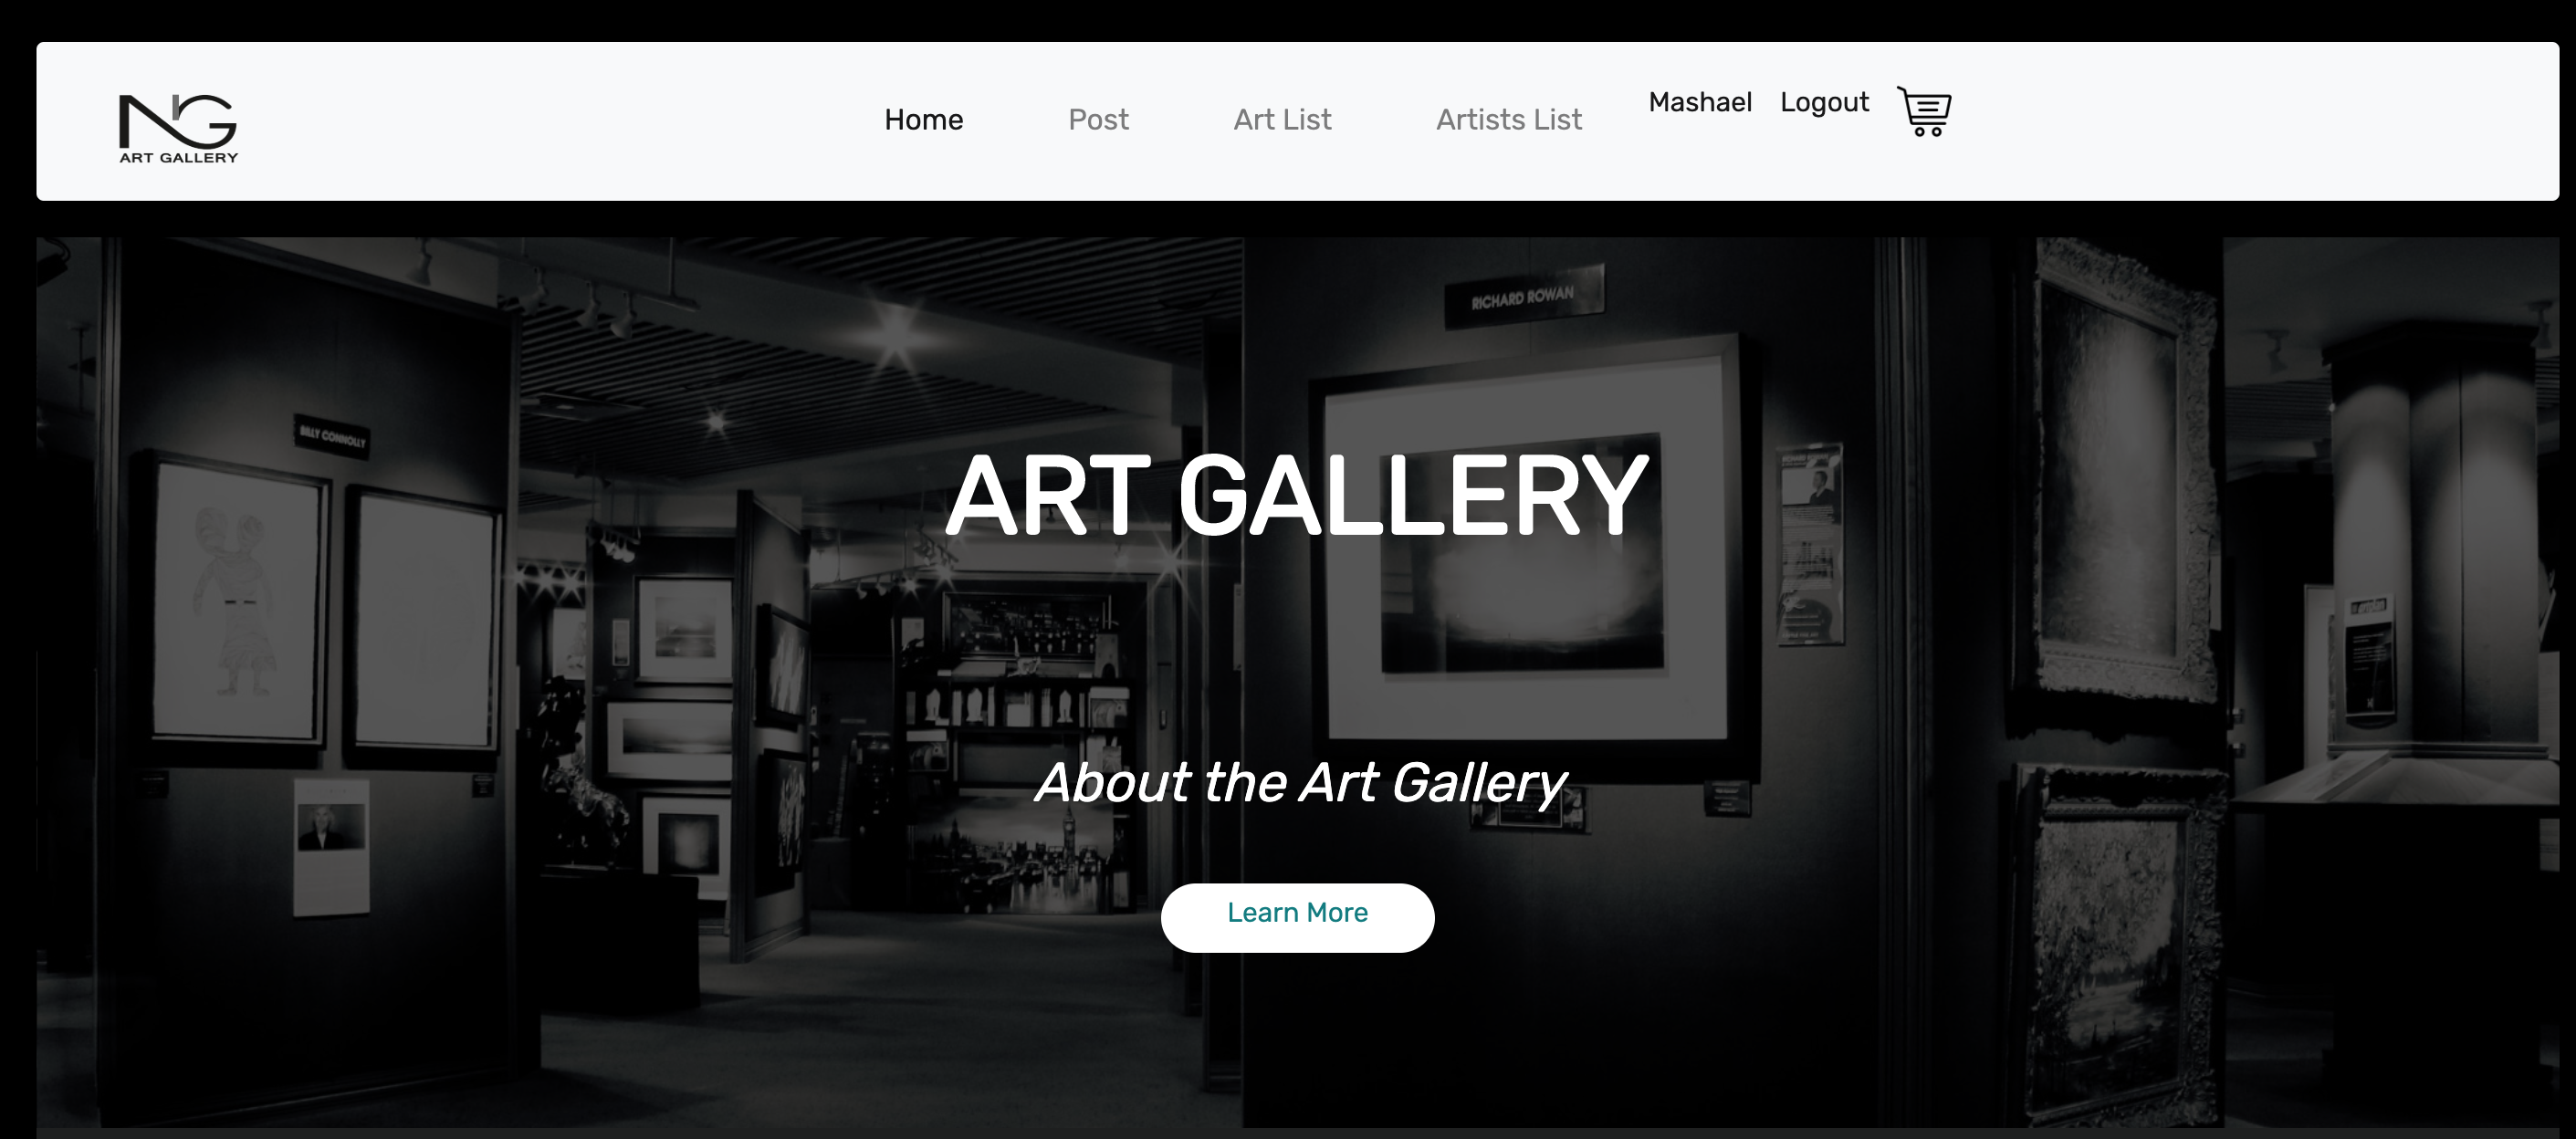 NG
ART GALLERY
Home Post Art List Artists List Mashael Logout
RICHARD ROWAN
BILLY CONNOLLY
ART GALLERY
About the Art Gallery
Learn More